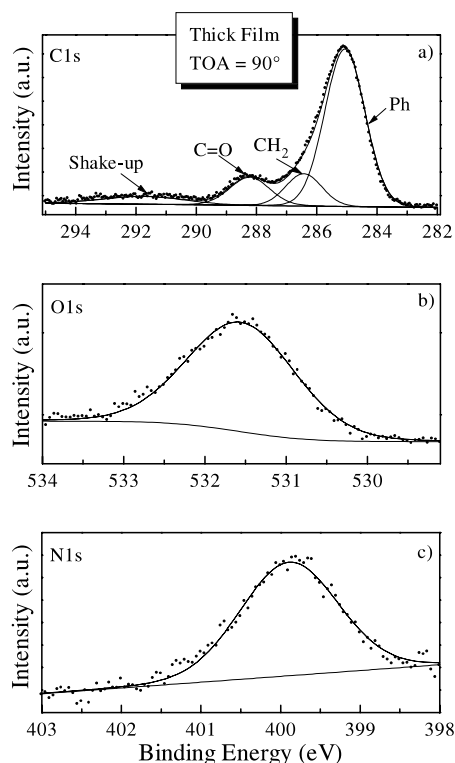 Thick Film
TOA = 90°
C1s
a)
Intensity (a.u.)
Shake-up
C=O
CH₂
Ph
294 292 290 288 286 284 282
O1s
b)
Intensity (a.u.)
534 533 532 531 530
N1s
c)
Intensity (a.u.)
403 402 401 400 399 398
Binding Energy (eV)